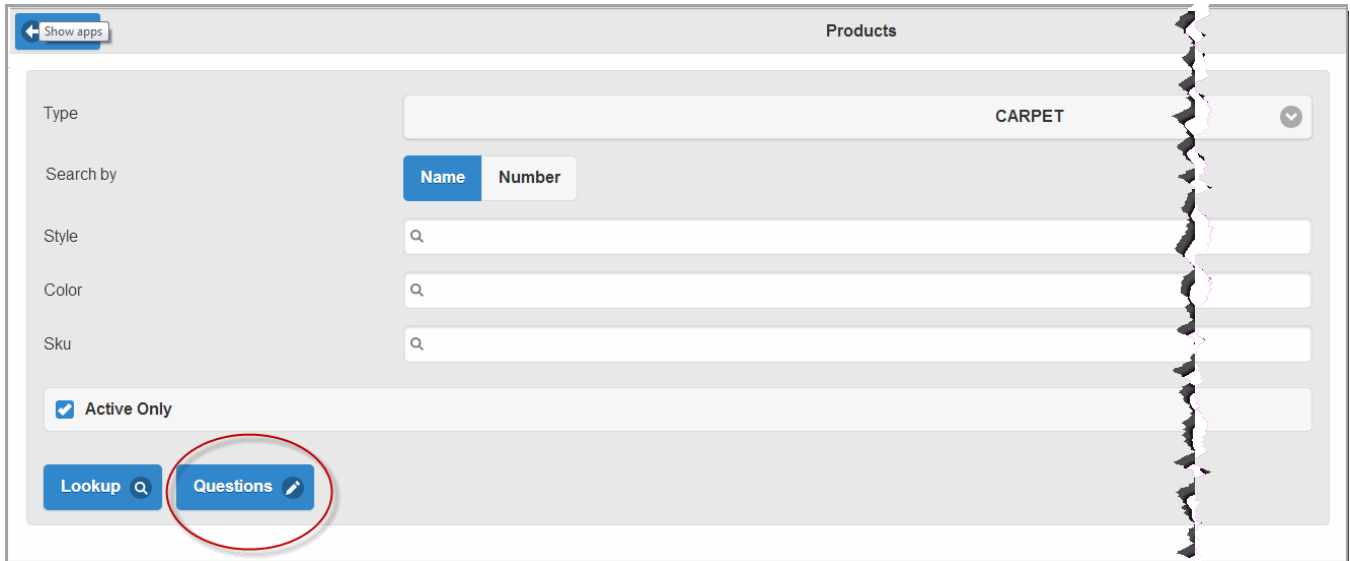 Show apps
Products
Type
CARPET
Search by
Name Number
Style
Color
Sku
Active Only
Lookup Questions